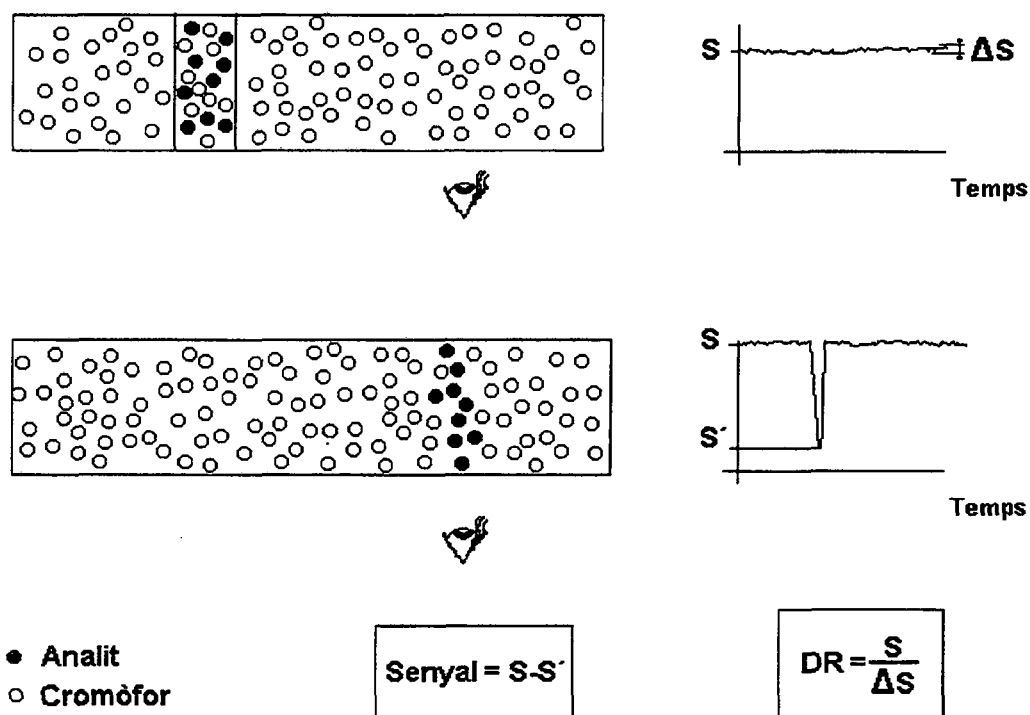 S
ΔS
Temps
S
S´
Temps
Analit
Cromòfor
Senyal = S-S´
DR = S
ΔS